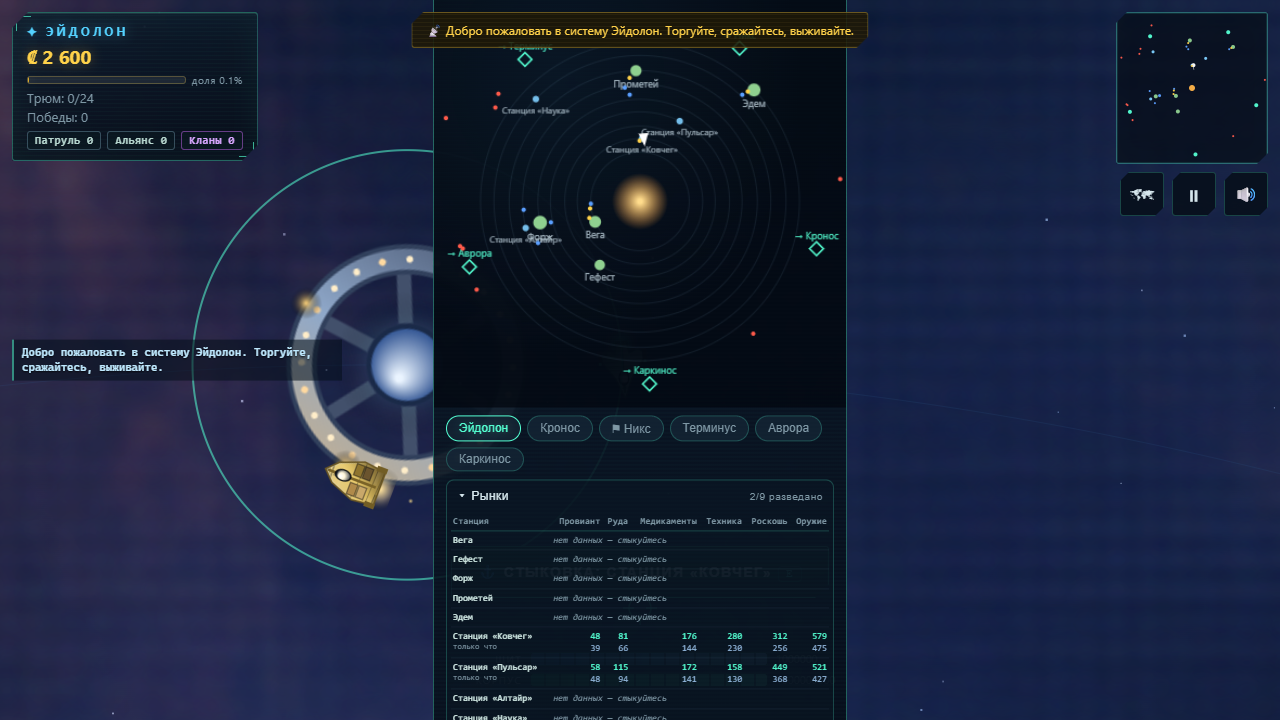 ✦ ЭЙДОЛОН
₡ 2 600
доля 0.1%
Трюм: 0/24
Победы: 0
Патруль 0 Альянс 0 Кланы 0
Добро пожаловать в систему Эйдолон. Торгуйте, сражайтесь, выживайте.
Прометей
Эдем
Станция «Наука»
Станция «Пульсар»
Станция «Ковчег»
Форж
Вега
→ Кронос
→ Аврора
Гефест
Добро пожаловать в систему Эйдолон. Торгуйте,
сражайтесь, выживайте.
→ Каркинос
Эйдолон Кронос ⚑ Никс Терминус Аврора
Каркинос
Рынки 2/9 разведано
Станция Провиант Руда Медикаменты Техника Роскошь Оружие
Вега нет данных — стыкуйтесь
Гефест нет данных — стыкуйтесь
СТЫКОВКА: СТАНЦИЯ «КОВЧЕГ»
Форж нет данных — стыкуйтесь
Прометей нет данных — стыкуйтесь
Эдем нет данных — стыкуйтесь
Станция «Ковчег» 48 81 176 280 312 579
только что 39 66 144 230 256 475
Станция «Пульсар» 58 115 172 158 449 521
только что 48 94 141 130 368 427
Станция «Алтаир» нет данных — стыкуйтесь
Станция «Наука» нет данных — стыкуйтесь